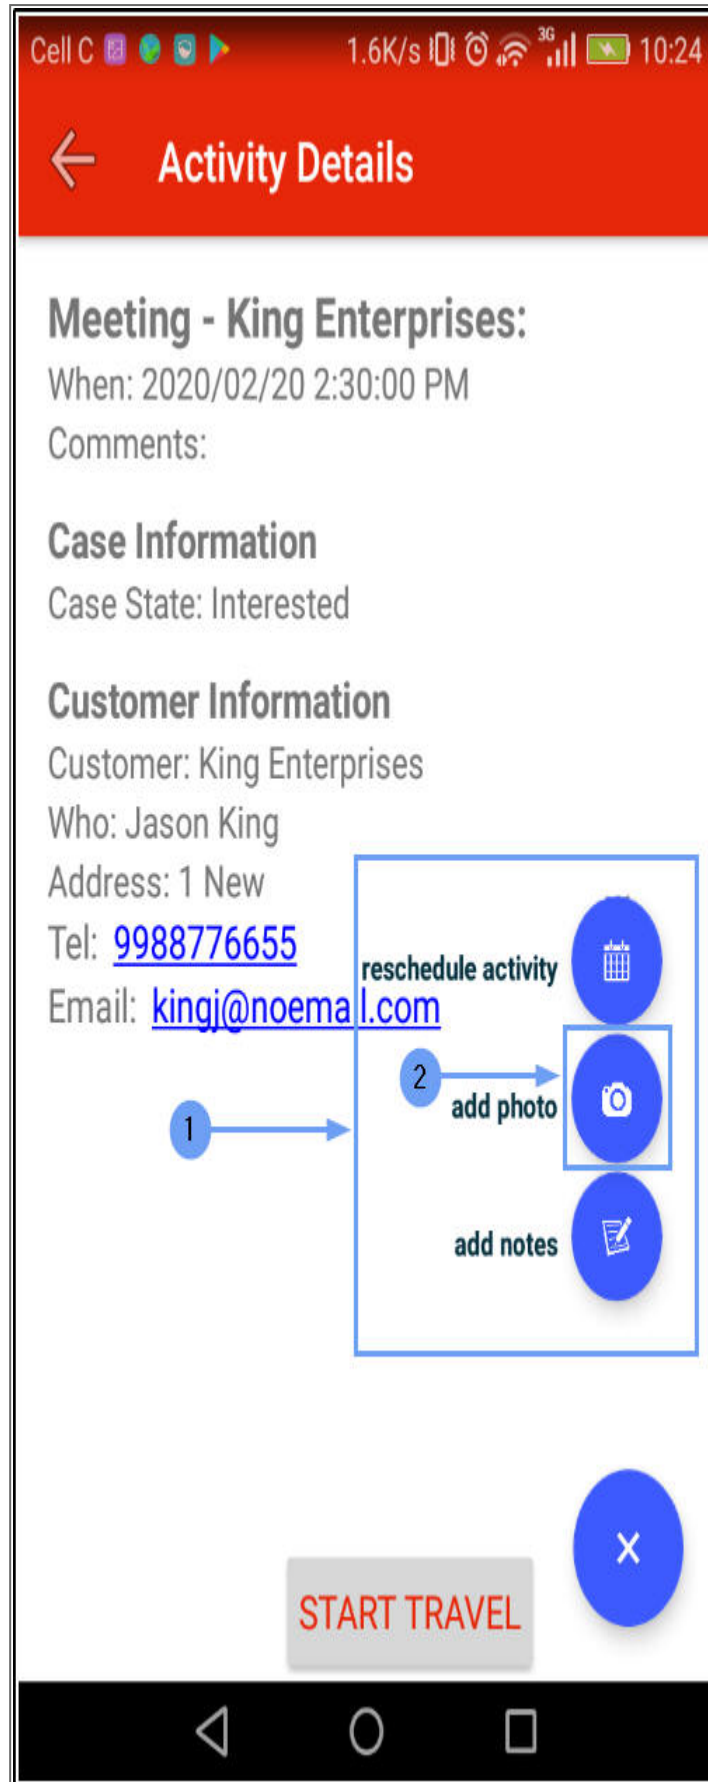 Cell C 1.6K/s 3G 10:24
Activity Details
Meeting - King Enterprises:
When: 2020/02/20 2:30:00 PM
Comments:
Case Information
Case State: Interested
Customer Information
Customer: King Enterprises
Who: Jason King
Address: 1 New
Tel: 9988776655
reschedule activity
Email: kingj@noema l.com
2
add photo
1
add notes
START TRAVEL